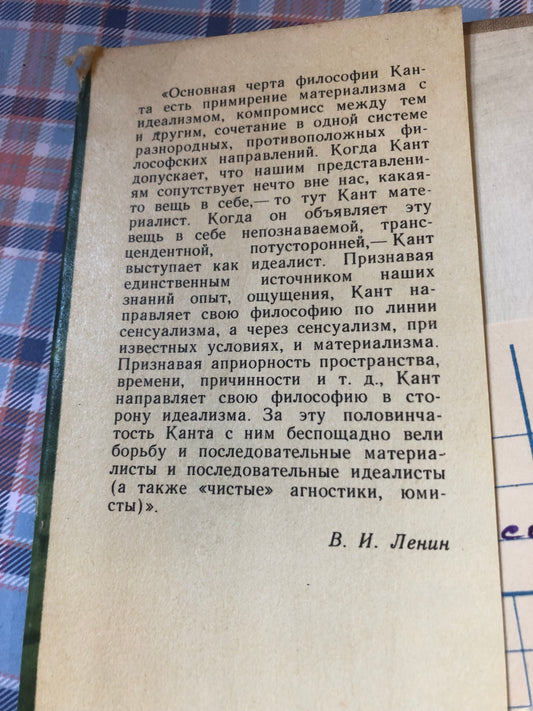 «Основная черта философии Кан-
та есть примирение материализма с
идеализмом, компромисс между тем
и другим, сочетание в одной системе
разнородных, противоположных фи-
лософских направлений. Когда Кант
допускает, что нашим представлени-
ям сопутствует нечто вне нас, какая-
то вещь в себе,— то тут Кант мате-
риалист. Когда он объявляет эту
вещь в себе непознаваемой, транс-
цендентной, потусторонней,— Кант
выступает как идеалист. Признавая
единственным источником наших
знаний опыт, ощущения, Кант на-
правляет свою философию по линии
сенсуализма, а через сенсуализм, при
известных условиях, и материализма.
Признавая априорность пространства,
времени, причинности и т. д., Кант
направляет свою философию в сто-
рону идеализма. За эту половинча-
тость Канта с ним беспощадно вели
борьбу и последовательные материа-
листы и последовательные идеалисты
(а также «чистые» агностики, юми-
сты)».
В. И. Ленин